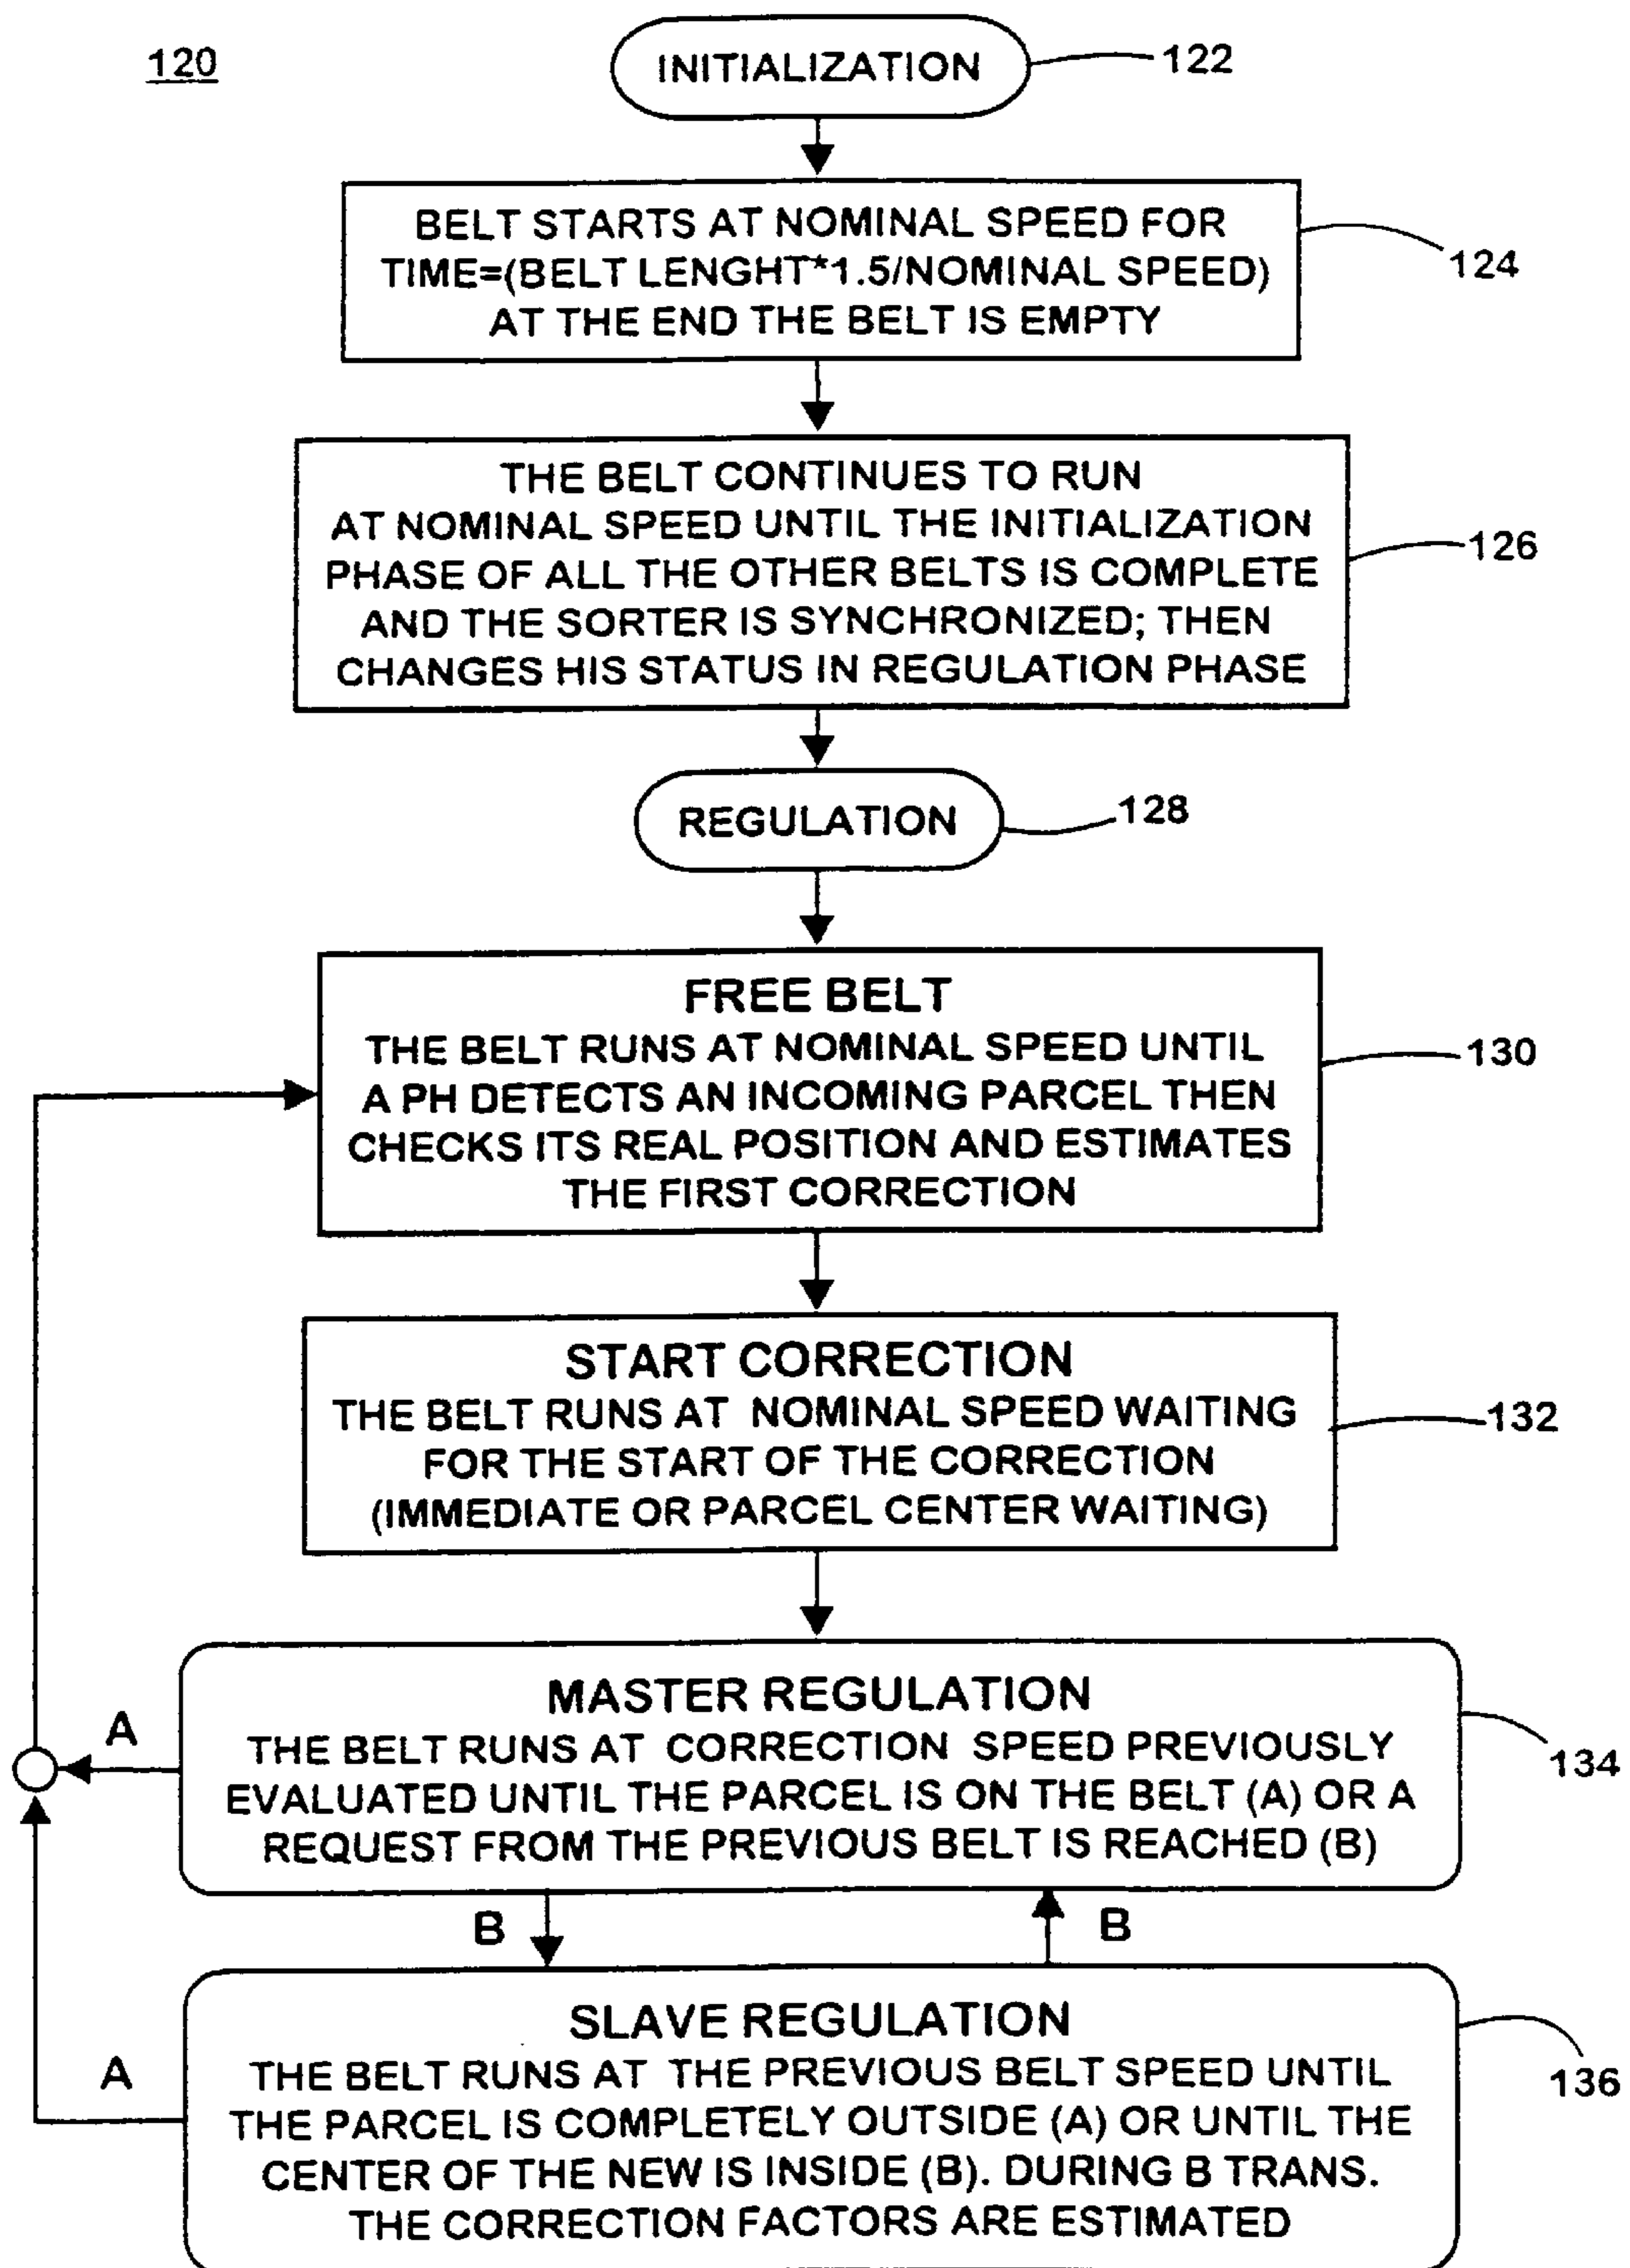 120
INITIALIZATION
122
BELT STARTS AT NOMINAL SPEED FOR
TIME=(BELT LENGHT*1.5/NOMINAL SPEED)
AT THE END THE BELT IS EMPTY
124
THE BELT CONTINUES TO RUN
AT NOMINAL SPEED UNTIL THE INITIALIZATION
PHASE OF ALL THE OTHER BELTS IS COMPLETE
AND THE SORTER IS SYNCHRONIZED; THEN
CHANGES HIS STATUS IN REGULATION PHASE
126
REGULATION
128
FREE BELT
THE BELT RUNS AT NOMINAL SPEED UNTIL
A PH DETECTS AN INCOMING PARCEL THEN
CHECKS ITS REAL POSITION AND ESTIMATES
THE FIRST CORRECTION
130
START CORRECTION
THE BELT RUNS AT NOMINAL SPEED WAITING
FOR THE START OF THE CORRECTION
(IMMEDIATE OR PARCEL CENTER WAITING)
132
MASTER REGULATION
THE BELT RUNS AT CORRECTION SPEED PREVIOUSLY
EVALUATED UNTIL THE PARCEL IS ON THE BELT (A) OR A
REQUEST FROM THE PREVIOUS BELT IS REACHED (B)
134
A
B
B
SLAVE REGULATION
THE BELT RUNS AT THE PREVIOUS BELT SPEED UNTIL
THE PARCEL IS COMPLETELY OUTSIDE (A) OR UNTIL THE
CENTER OF THE NEW IS INSIDE (B). DURING B TRANS.
THE CORRECTION FACTORS ARE ESTIMATED
136
A